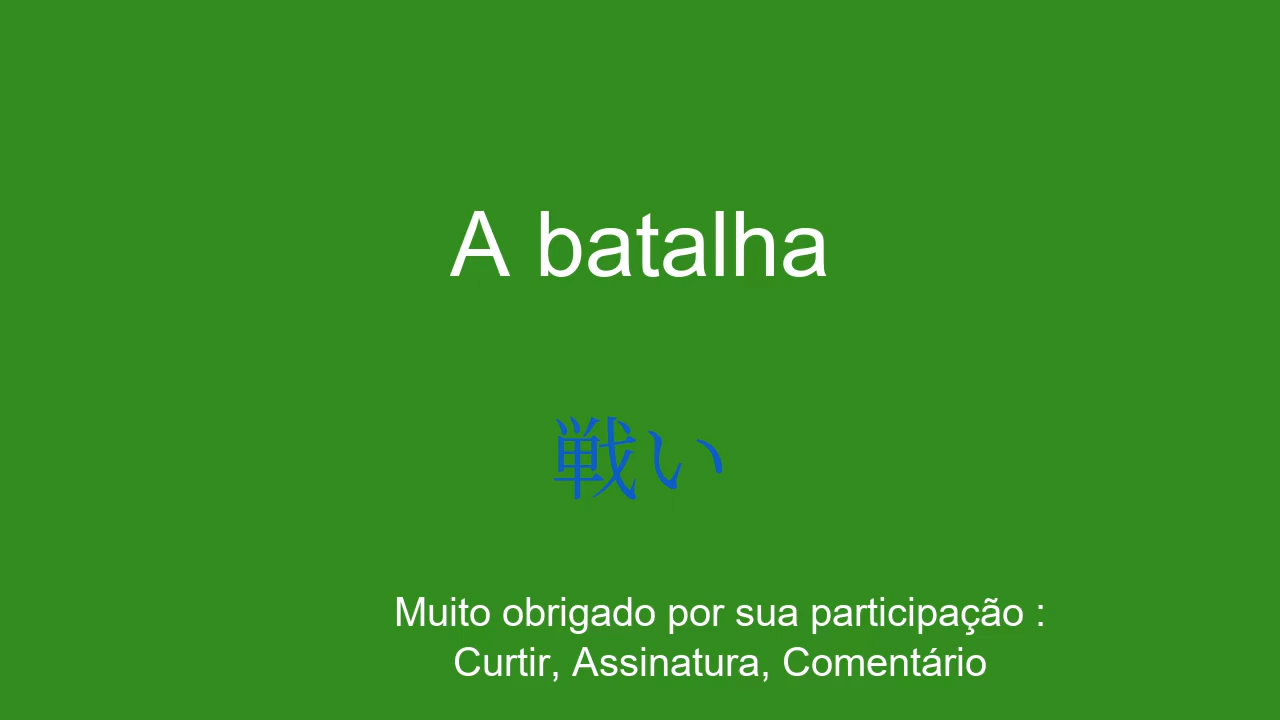 A batalha
戦い
Muito obrigado por sua participação :
Curtir, Assinatura, Comentário